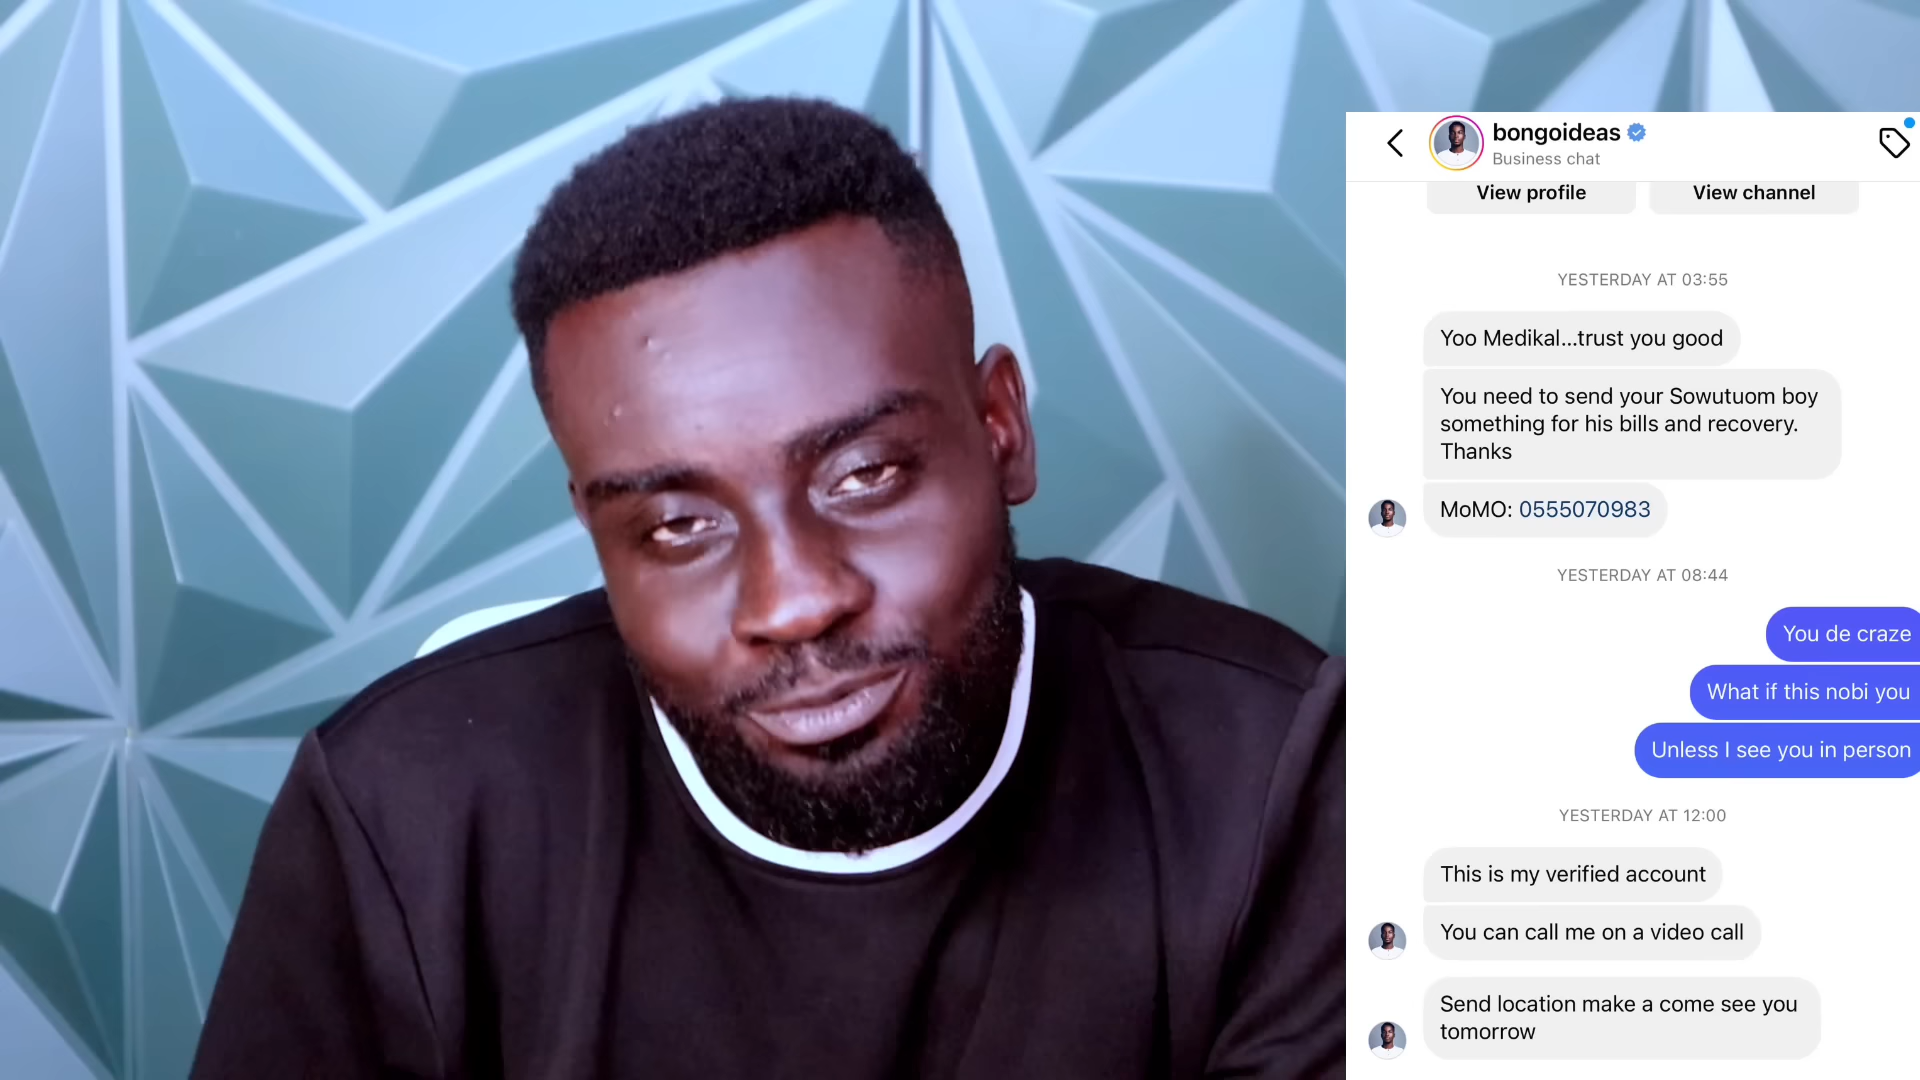 bongoideas
Business chat
View profile
View channel
YESTERDAY AT 03:55
Yoo Medikal...trust you good
You need to send your Sowutuom boy
something for his bills and recovery.
Thanks
MoMO: 0555070983
YESTERDAY AT 08:44
You de craze
What if this nobi you
Unless I see you in person
YESTERDAY AT 12:00
This is my verified account
You can call me on a video call
Send location make a come see you
tomorrow